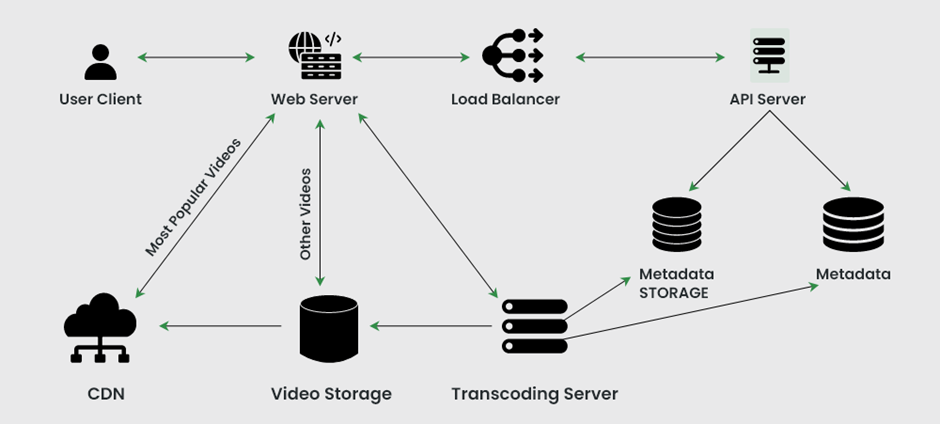 User Client
Web Server
Load Balancer
API Server
Most Popular Videos
Other Videos
Metadata
STORAGE
Metadata
CDN
Video Storage
Transcoding Server